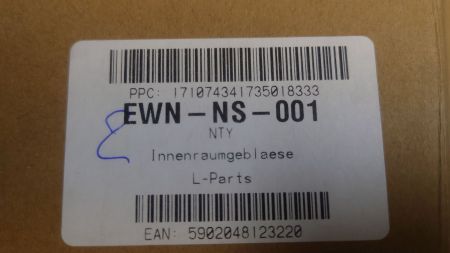 PPC: 171074341735018333
EWN-NS-001
NTY
Innenraumgeblaese
L-Parts
EAN: 5902048123220